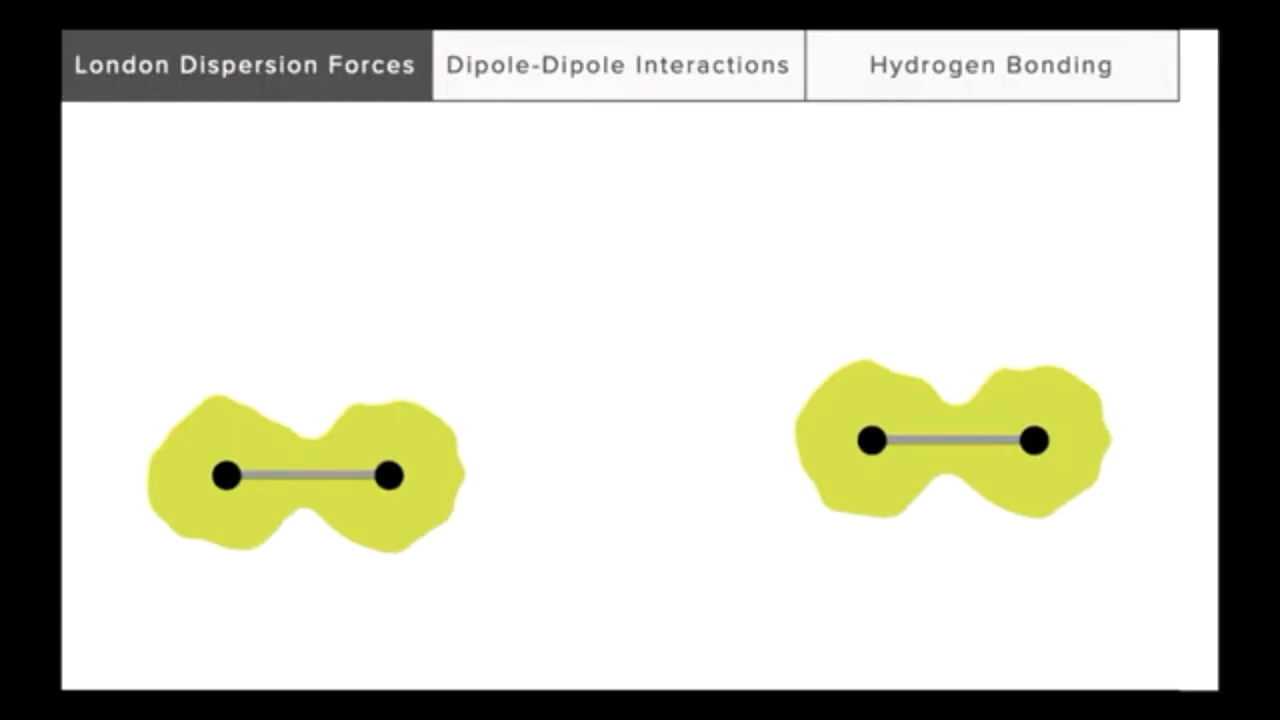 London Dispersion Forces
Dipole-Dipole Interactions
Hydrogen Bonding